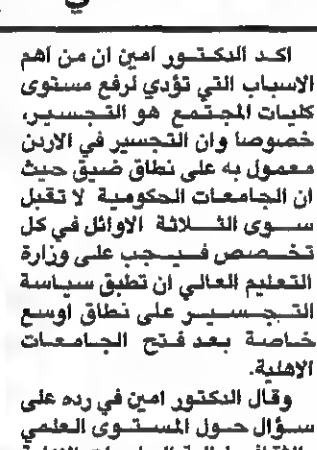 اكد الدكتور امين ان من اهم
الاسباب التي تؤدي لرفع مستوى
كليات المجتمع هو التجسير،
خصوصا وان التجسير في الاردن
معمول به على نطاق ضيق حيث
ان الجامعات الحكومية لا تقبل
سوى الثلاثة الاوائل في كل
تخصص فيجب على وزارة
التعليم العالي ان تطبق سياسة
التجسير على نطاق اوسع
خاصة بعد فتح الجامعات
الاهلية.
وقال الدكتور امين في رده على
سؤال حول المستوى العلمي